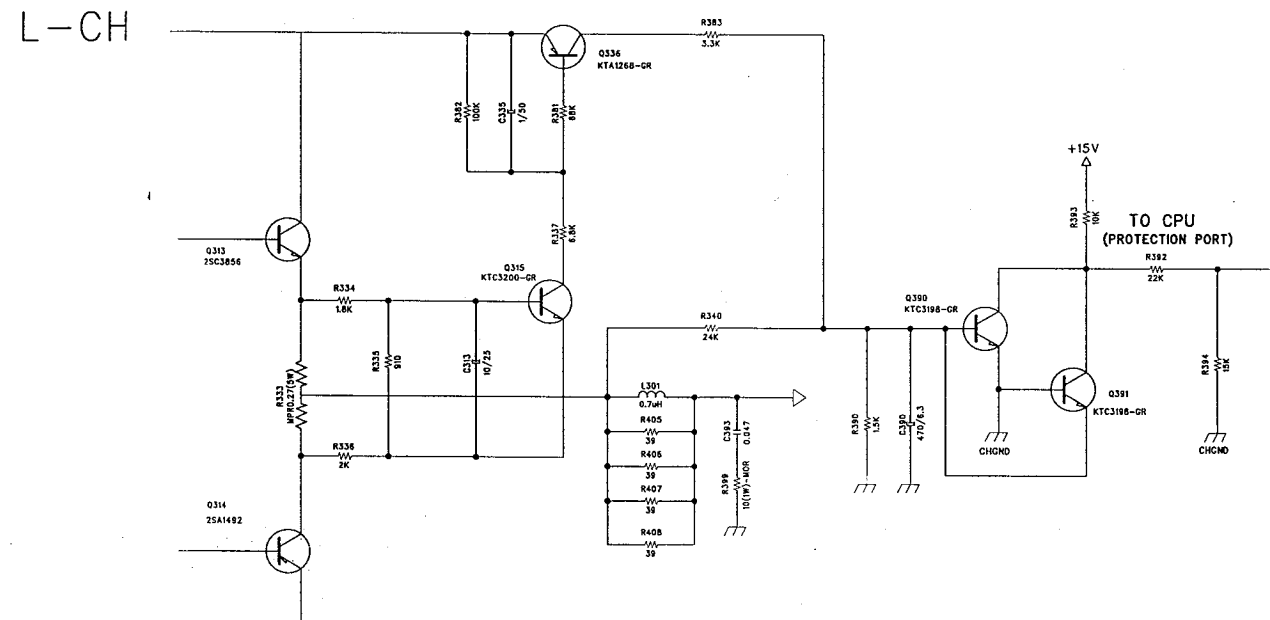 L-CH
R383
3.3K
Q336
KTA1268-GR
R382
100K
C335
1/50
R381
68K
+15V
R393
10K
TO CPU
(PROTECTION PORT)
R392
22K
Q313
2SC3856
R337
6.8K
Q315
KTC3200-GR
R334
1.8K
Q390
KTC3198-GR
R340
24K
R335
910
C313
10/25
R394
15K
R333
MPR0.27(5W)
L301
0.7uH
Q391
KTC3198-GR
R405
39
C393
0.047
R390
1.5K
C390
470/6.3
R336
2K
CHGND
CHGND
R406
39
R399
10(1W)-MOR
R407
39
Q314
2SA1492
R408
39